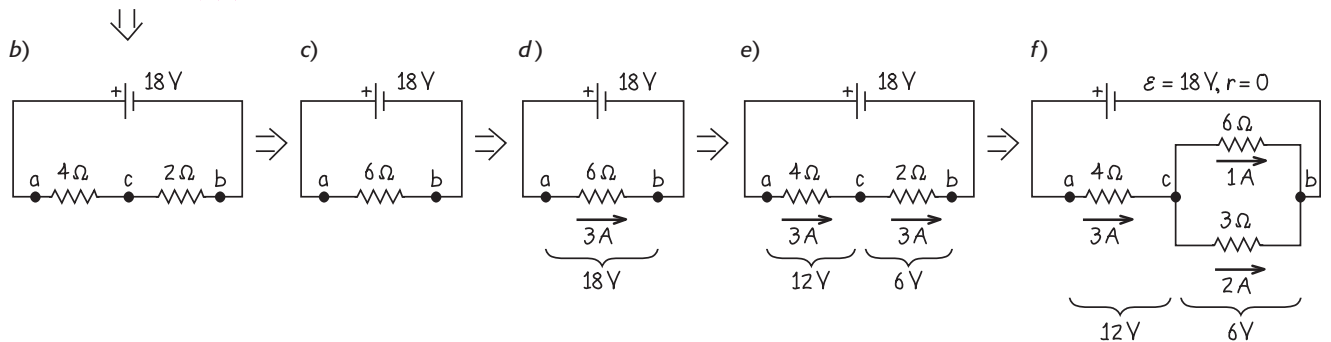 b)
+ 18 V
4 Ω 2 Ω
a c b
c)
+ 18 V
6 Ω
a b
d)
+ 18 V
6 Ω
a b
3 A
18 V
e)
+ 18 V
4 Ω 2 Ω
a c b
3 A 3 A
12 V 6 V
f)
+ ℰ = 18 V, r = 0
6 Ω
1 A
4 Ω
a c b
3 A
3 Ω
2 A
12 V 6 V